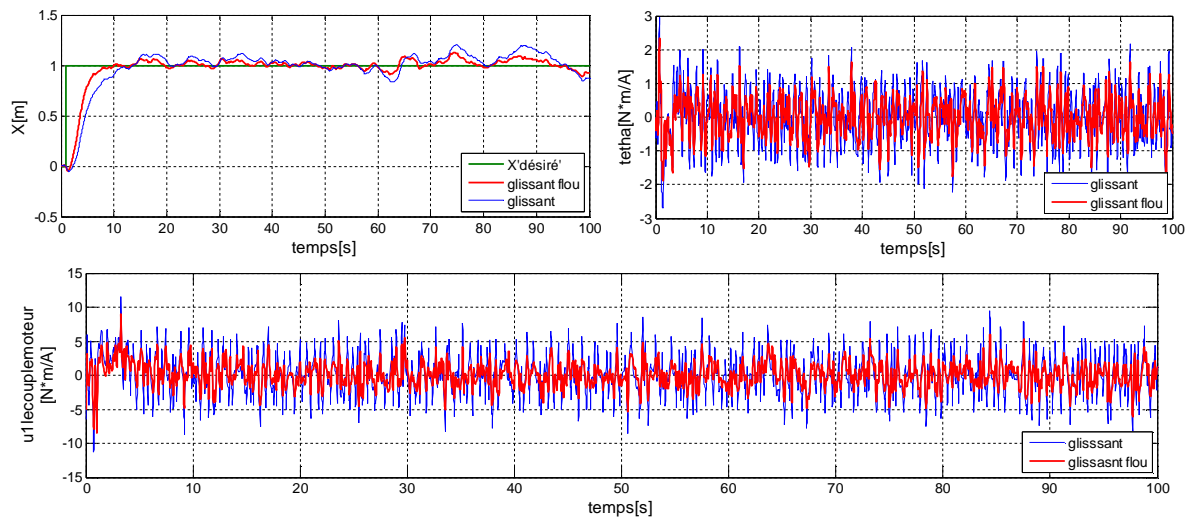 1.5
1
0.5
0
-0.5
X[m]
0 10 20 30 40 50 60 70 80 90 100
temps[s]
X'désiré'
glissant flou
glissant
3
2
1
0
-1
-2
-3
tetha[N*m/A]
0 10 20 30 40 50 60 70 80 90 100
temps[s]
glissant
glissant flou
15
10
5
0
-5
-10
-15
u1lecouplemoteur
[N*m/A]
0 10 20 30 40 50 60 70 80 90 100
temps[s]
glisssant
glissasnt flou